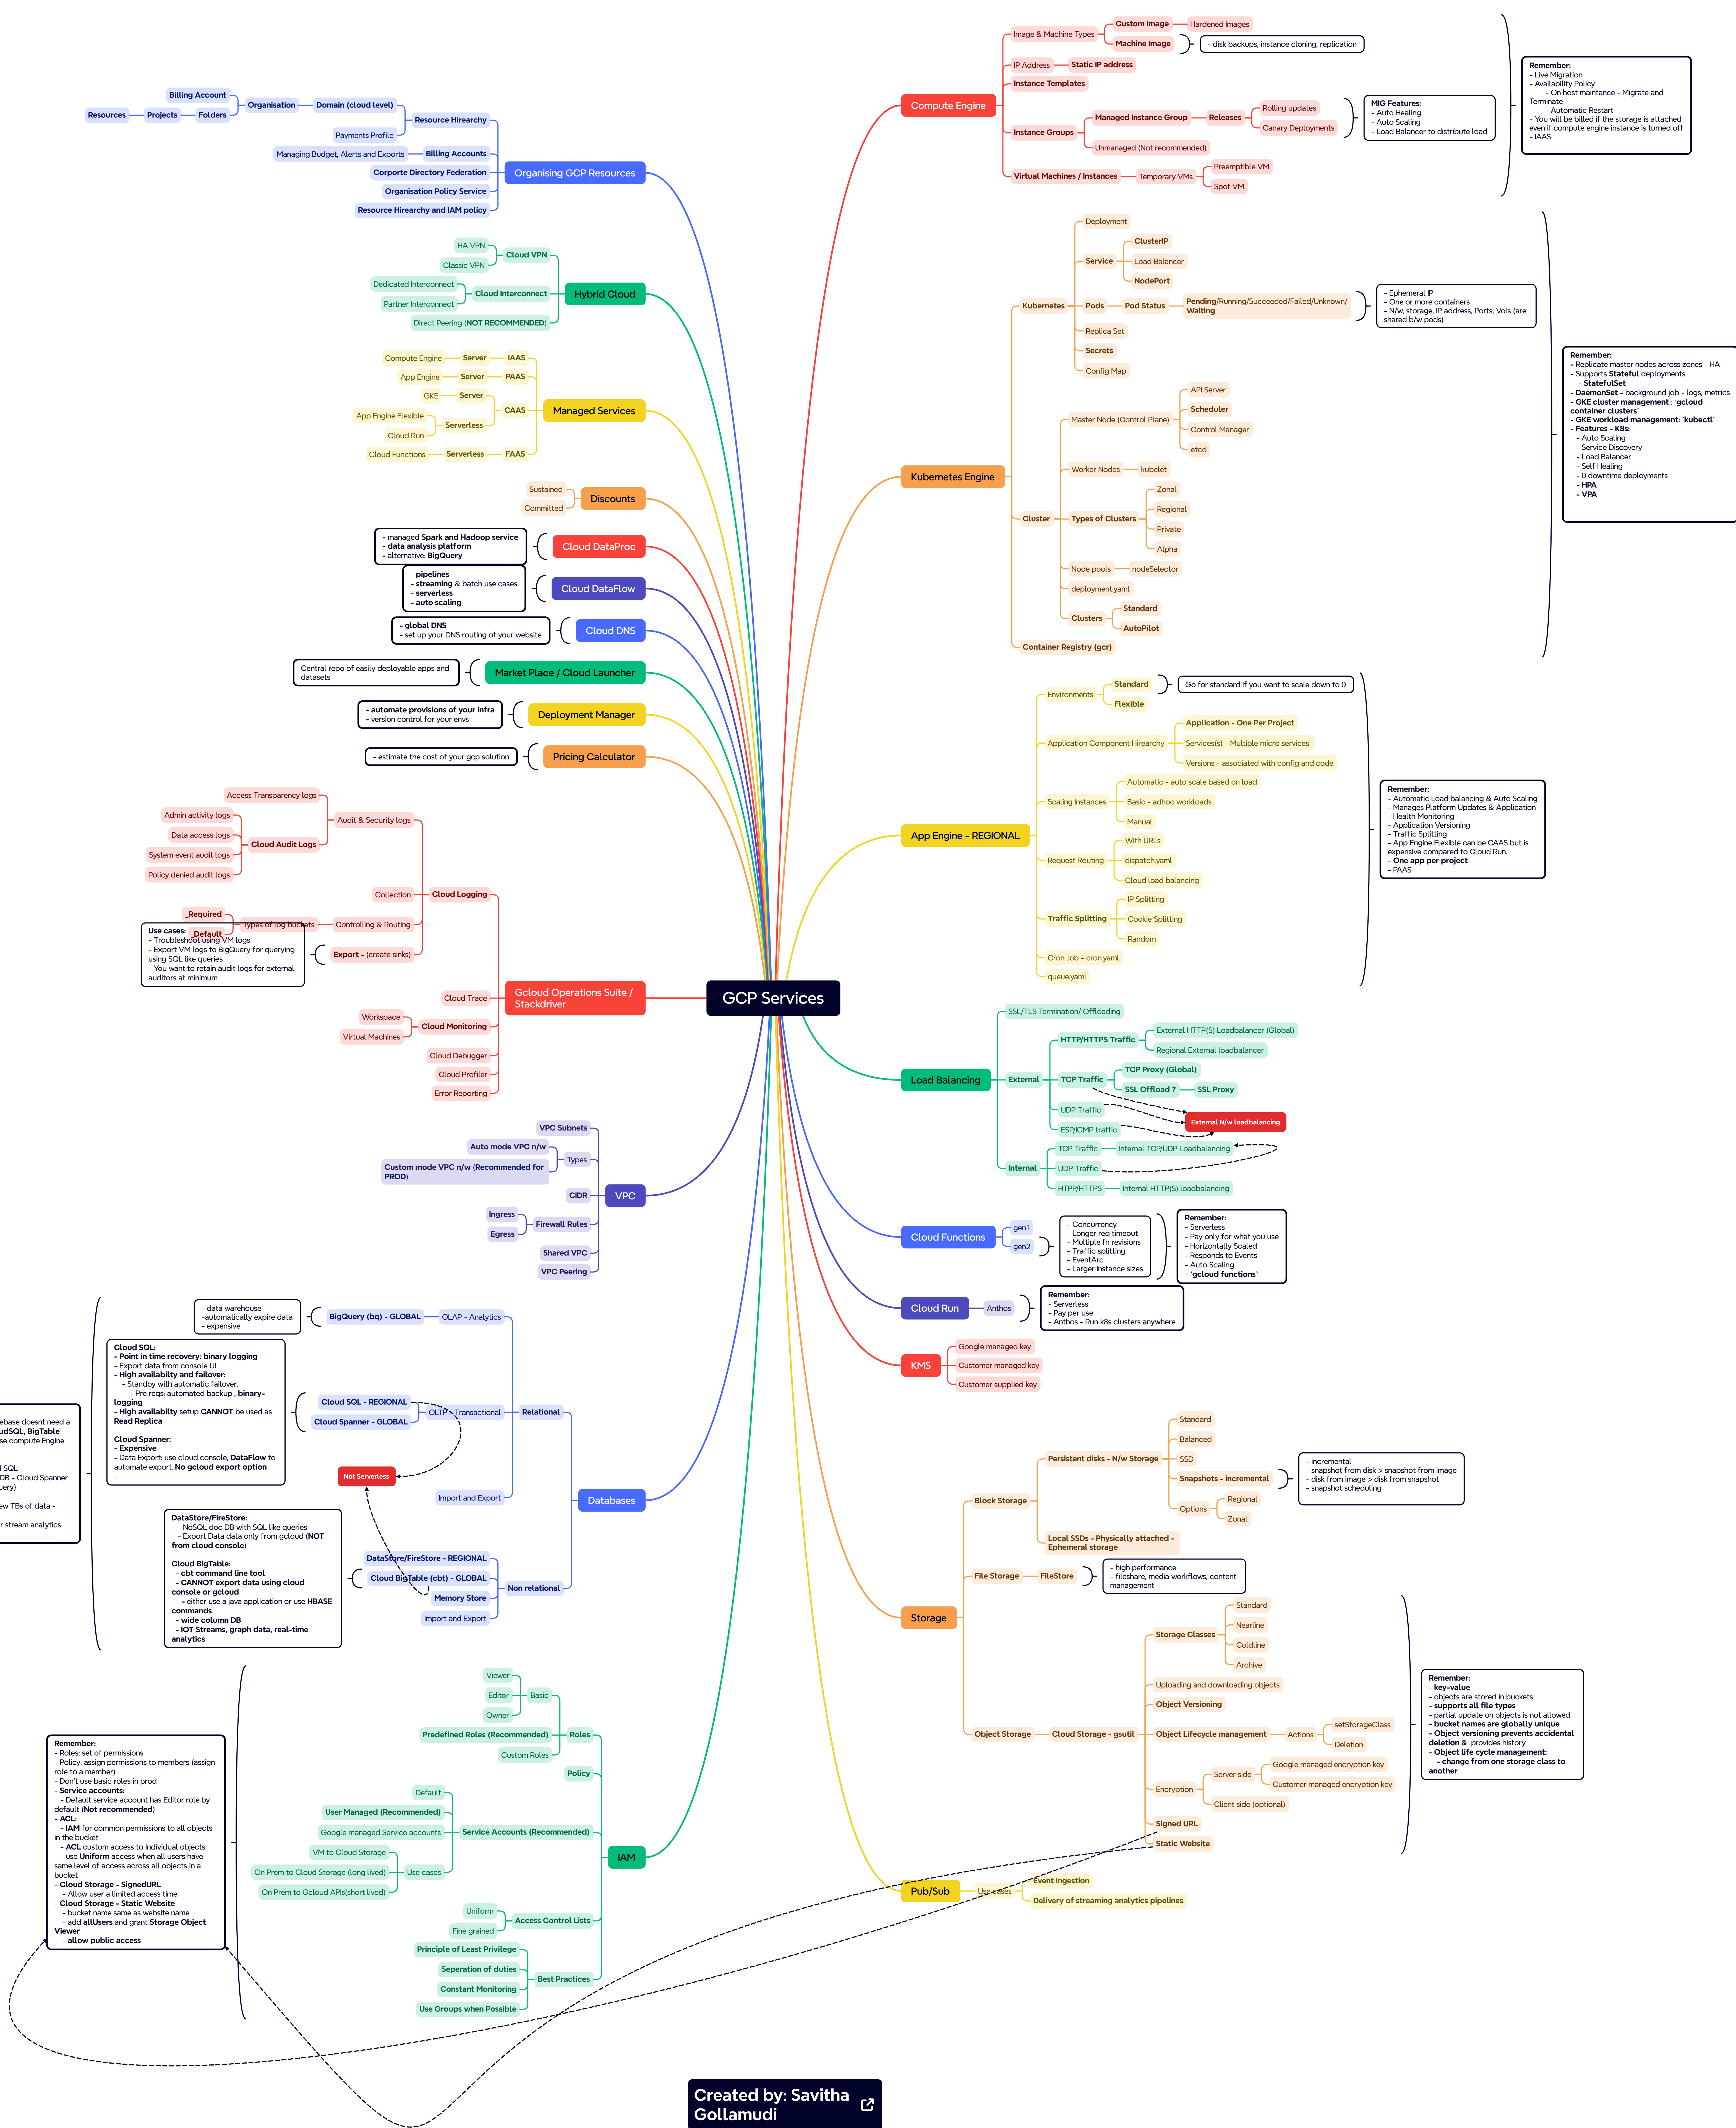 GCP Services
Compute Engine
Image & Machine Types
Custom Image
Hardened Images
Machine Image
- disk backups, instance cloning, replication
IP Address
Static IP address
Instance Templates
Instance Groups
Managed Instance Group
Releases
Rolling updates
Canary Deployments
MIG Features:
- Auto Healing
- Auto Scaling
- Load Balancer to distribute load
Unmanaged (Not recommended)
Virtual Machines / Instances
Temporary VMs
Preemptible VM
Spot VM
Remember:
- Live Migration
- Availability Policy
- On host maintance - Migrate and
Terminate
- Automatic Restart
- You will be billed if the storage is attached
even if compute engine instance is turned off
- IAAS
Kubernetes Engine
Kubernetes
Deployment
Service
ClusterIP
Load Balancer
NodePort
Pods
Pod Status
Pending/Running/Succeeded/Failed/Unknown/
Waiting
- Ephemeral IP
- One or more containers
- N/w, storage, IP address, Ports, Vols (are
shared b/w pods)
Replica Set
Secrets
Config Map
Cluster
Master Node (Control Plane)
API Server
Scheduler
Control Manager
etcd
Worker Nodes
kubelet
Types of Clusters
Zonal
Regional
Private
Alpha
Node pools
nodeSelector
deployment.yaml
Clusters
Standard
AutoPilot
Container Registry (gcr)
Remember:
- Replicate master nodes across zones - HA
- Supports Stateful deployments
- StatefulSet
- DaemonSet - background job - logs, metrics
- GKE cluster management : `gcloud
container clusters`
- GKE workload management: `kubectl`
- Features - K8s:
- Auto Scaling
- Service Discovery
- Load Balancer
- Self Healing
- 0 downtime deployments
- HPA
- VPA
App Engine - REGIONAL
Environments
Standard
Flexible
Go for standard if you want to scale down to 0
Application Component Hirearchy
Application - One Per Project
Services(s) - Multiple micro services
Versions - associated with config and code
Scaling Instances
Automatic - auto scale based on load
Basic - adhoc workloads
Manual
Request Routing
With URLs
dispatch.yaml
Cloud load balancing
Traffic Splitting
IP Splitting
Cookie Splitting
Random
Cron Job - cron.yaml
queue.yaml
Remember:
- Automatic Load balancing & Auto Scaling
- Manages Platform Updates & Application
- Health Monitoring
- Application Versioning
- Traffic Splitting
- App Engine Flexible can be CAAS but is
expensive compared to Cloud Run.
- One app per project
- PAAS
Load Balancing
SSL/TLS Termination/ Offloading
External
HTTP/HTTPS Traffic
External HTTP(S) Loadbalancer (Global)
Regional External loadbalancer
TCP Traffic
TCP Proxy (Global)
SSL Offload ?
SSL Proxy
UDP Traffic
ESP/ICMP traffic
External N/w loadbalancing
Internal
TCP Traffic
Internal TCP/UDP Loadbalancing
UDP Traffic
HTPP/HTTPS
Internal HTTP(S) loadbalancing
Cloud Functions
gen1
gen2
- Concurrency
- Longer req timeout
- Multiple fn revisions
- Traffic splitting
- EventArc
- Larger Instance sizes
Remember:
- Serverless
- Pay only for what you use
- Horizontally Scaled
- Responds to Events
- Auto Scaling
- `gcloud functions`
Cloud Run
Anthos
Remember:
- Serverless
- Pay per use
- Anthos - Run k8s clusters anywhere
KMS
Google managed key
Customer managed key
Customer supplied key
Storage
Block Storage
Persistent disks - N/w Storage
Standard
Balanced
SSD
Snapshots - incremental
- incremental
- snapshot from disk > snapshot from image
- disk from image > disk from snapshot
- snapshot scheduling
Options
Regional
Zonal
Local SSDs - Physically attached -
Ephemeral storage
File Storage
FileStore
- high performance
- fileshare, media workflows, content
management
Object Storage
Cloud Storage - gsutil
Storage Classes
Standard
Nearline
Coldline
Archive
Uploading and downloading objects
Object Versioning
Object Lifecycle management
Actions
setStorageClass
Deletion
Encryption
Server side
Google managed encryption key
Customer managed encryption key
Client side (optional)
Signed URL
Static Website
Remember:
- key-value
- objects are stored in buckets
- supports all file types
- partial update on objects is not allowed
- bucket names are globally unique
- Object versioning prevents accidental
deletion & provides history
- Object life cycle management:
- change from one storage class to
another
Pub/Sub
Use cases
Event Ingestion
Delivery of streaming analytics pipelines
Organising GCP Resources
Resource Hirearchy
Domain (cloud level)
Organisation
Billing Account
Folders
Projects
Resources
Payments Profile
Billing Accounts
Managing Budget, Alerts and Exports
Corporte Directory Federation
Organisation Policy Service
Resource Hirearchy and IAM policy
Hybrid Cloud
Cloud VPN
HA VPN
Classic VPN
Cloud Interconnect
Dedicated Interconnect
Partner Interconnect
Direct Peering (NOT RECOMMENDED)
Managed Services
IAAS
Server
Compute Engine
PAAS
Server
App Engine
CAAS
Server
GKE
Serverless
App Engine Flexible
Cloud Run
FAAS
Serverless
Cloud Functions
Discounts
Sustained
Committed
Cloud DataProc
- managed Spark and Hadoop service
- data analysis platform
- alternative: BigQuery
Cloud DataFlow
- pipelines
- streaming & batch use cases
- serverless
- auto scaling
Cloud DNS
- global DNS
- set up your DNS routing of your website
Market Place / Cloud Launcher
Central repo of easily deployable apps and
datasets
Deployment Manager
- automate provisions of your infra
- version control for your envs
Pricing Calculator
- estimate the cost of your gcp solution
Gcloud Operations Suite /
Stackdriver
Cloud Logging
Audit & Security logs
Access Transparency logs
Cloud Audit Logs
Admin activity logs
Data access logs
System event audit logs
Policy denied audit logs
Collection
Controlling & Routing
Types of log buckets
_Required
_Default
Export - (create sinks)
Use cases:
- Troubleshoot using VM logs
- Export VM logs to BigQuery for querying
using SQL like queries
- You want to retain audit logs for external
auditors at minimum
Cloud Trace
Cloud Monitoring
Workspace
Virtual Machines
Cloud Debugger
Cloud Profiler
Error Reporting
VPC
VPC Subnets
Types
Auto mode VPC n/w
Custom mode VPC n/w (Recommended for
PROD)
CIDR
Firewall Rules
Ingress
Egress
Shared VPC
VPC Peering
Databases
Relational
OLAP - Analytics
BigQuery (bq) - GLOBAL
- data warehouse
-automatically expire data
- expensive
OLTP - Transactional
Cloud SQL - REGIONAL
Cloud Spanner - GLOBAL
Cloud SQL:
- Point in time recovery: binary logging
- Export data from console UI
- High availabilty and failover:
- Standby with automatic failover.
- Pre reqs: automated backup , binary-
logging
- High availabilty setup CANNOT be used as
Read Replica
Cloud Spanner:
- Expensive
- Data Export: use cloud console, DataFlow to
automate export. No gcloud export option
-
Import and Export
Not Serverless
Non relational
DataStore/FireStore - REGIONAL
Cloud BigTable (cbt) - GLOBAL
Memory Store
Import and Export
DataStore/FireStore:
- NoSQL doc DB with SQL like queries
- Export Data data only from gcloud (NOT
from cloud console)
Cloud BigTable:
- cbt command line tool
- CANNOT export data using cloud
console or gcloud
- either use a java application or use HBASE
commands
- wide column DB
- IOT Streams, graph data, real-time
analytics
ebase doesnt need a
udSQL, BigTable
se compute Engine
SQL
DB - Cloud Spanner
uery)
ew TBs of data -
r stream analytics
IAM
Roles
Basic
Viewer
Editor
Owner
Predefined Roles (Recommended)
Custom Roles
Policy
Service Accounts (Recommended)
Default
User Managed (Recommended)
Google managed Service accounts
Use cases
VM to Cloud Storage
On Prem to Cloud Storage (long lived)
On Prem to Gcloud APIs(short lived)
Access Control Lists
Uniform
Fine grained
Best Practices
Principle of Least Privilege
Seperation of duties
Constant Monitoring
Use Groups when Possible
Remember:
- Roles: set of permissions
- Policy: assign permissions to members (assign
role to a member)
- Don't use basic roles in prod
- Service accounts:
- Default service account has Editor role by
default (Not recommended)
- ACL:
- IAM for common permissions to all objects
in the bucket
- ACL custom access to individual objects
- use Uniform access when all users have
same level of access across all objects in a
bucket
- Cloud Storage - SignedURL
- Allow user a limited access time
- Cloud Storage - Static Website
- bucket name same as website name
- add allUsers and grant Storage Object
Viewer
- allow public access
Created by: Savitha
Gollamudi